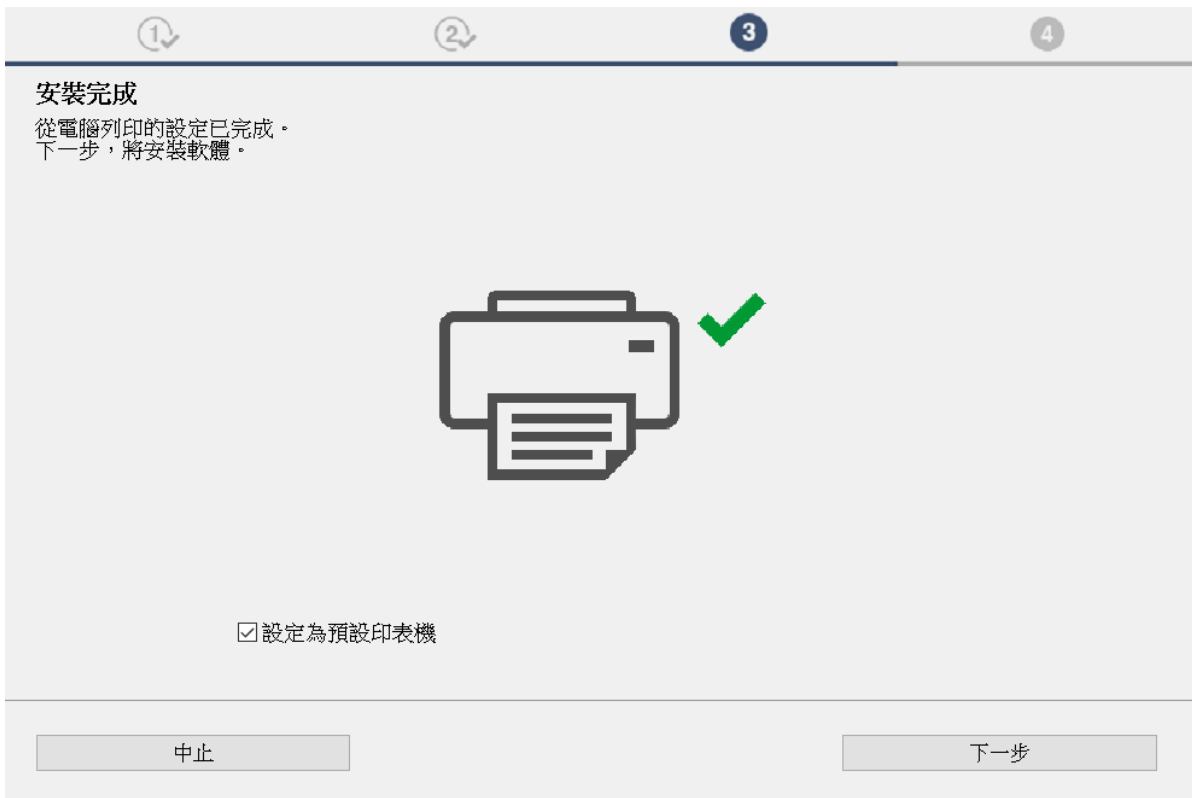 1
2
3
4
安裝完成
從電腦列印的設定已完成。
下一步，將安裝軟體。
設定為預設印表機
中止
下一步